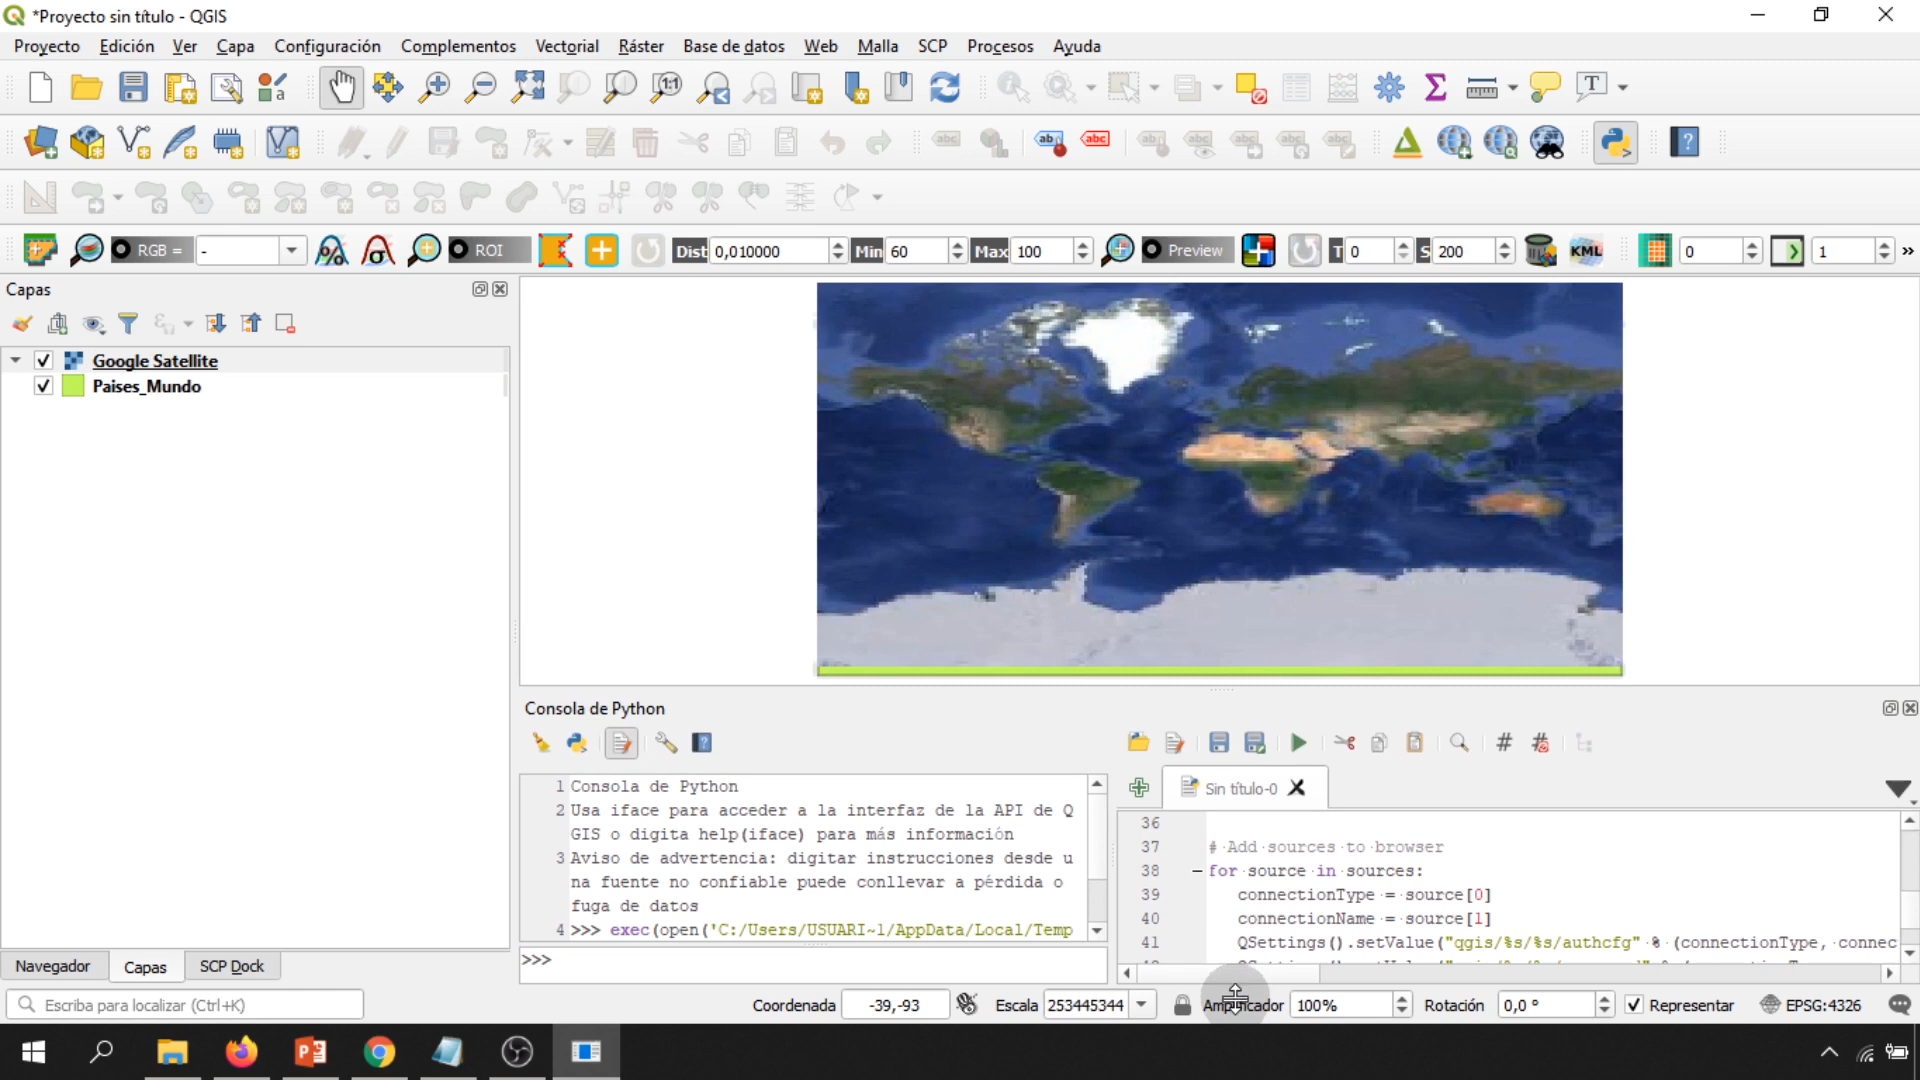 *Proyecto sin título - QGIS
Proyecto Edición Ver Capa Configuración Complementos Vectorial Ráster Base de datos Web Malla SCP Procesos Ayuda
RGB = - ROI Dist 0,010000 Min 60 Max 100 Preview T 0 S 200 KML 0 1 »
Capas
Google Satellite
Paises_Mundo
Consola de Python
Sin título-0
1 Consola de Python
2 Usa iface para acceder a la interfaz de la API de Q
GIS o digita help(iface) para más información
3 Aviso de advertencia: digitar instrucciones desde u
na fuente no confiable puede conllevar a pérdida o
fuga de datos
4 >>> exec(open('C:/Users/USUARI~1/AppData/Local/Temp
>>>
36
37 # Add sources to browser
38 for source in sources:
39 connectionType = source[0]
40 connectionName = source[1]
41 QSettings().setValue("qgis/%s/%s/authcfg" % (connectionType, connec
Navegador Capas SCP Dock
Escriba para localizar (Ctrl+K) Coordenada -39,-93 Escala 253445344 Amplificador 100% Rotación 0,0 ° Representar EPSG:4326